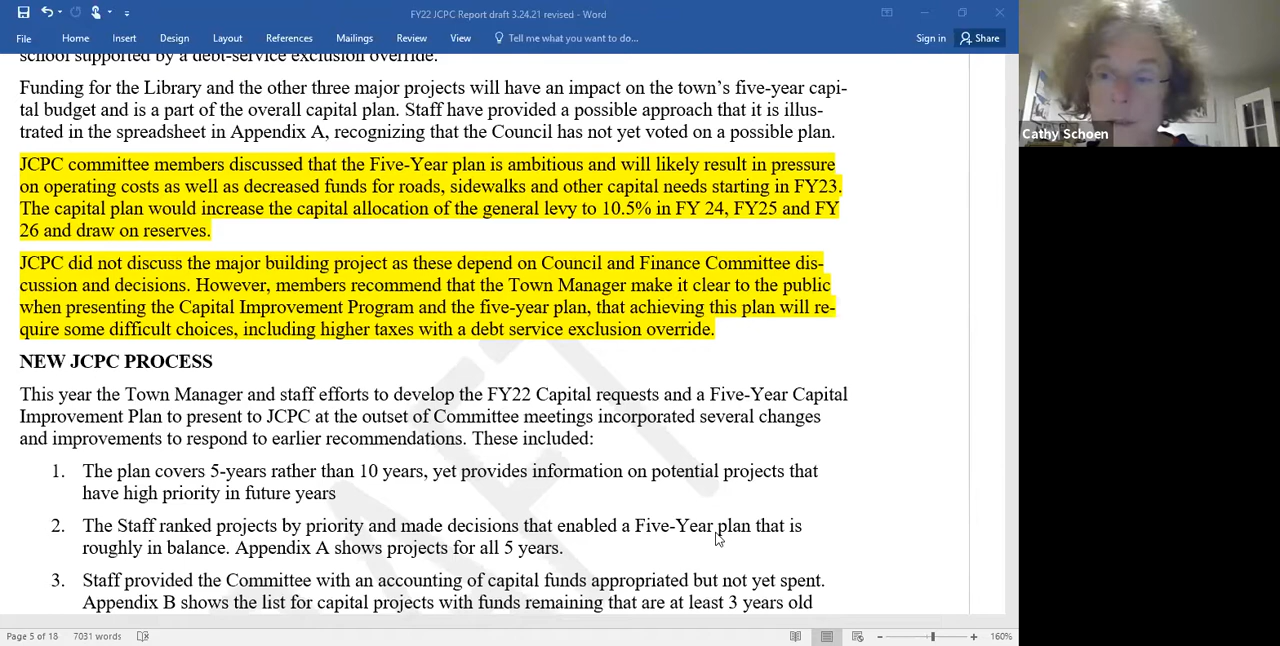 FY22 JCPC Report draft 3.24.21 revised - Word
File Home Insert Design Layout References Mailings Review View Tell me what you want to do... Sign in Share
school supported by a debt-service exclusion override.
Funding for the Library and the other three major projects will have an impact on the town's five-year capi-
tal budget and is a part of the overall capital plan. Staff have provided a possible approach that it is illus-
trated in the spreadsheet in Appendix A, recognizing that the Council has not yet voted on a possible plan.
JCPC committee members discussed that the Five-Year plan is ambitious and will likely result in pressure
on operating costs as well as decreased funds for roads, sidewalks and other capital needs starting in FY23.
The capital plan would increase the capital allocation of the general levy to 10.5% in FY 24, FY25 and FY
26 and draw on reserves.
JCPC did not discuss the major building project as these depend on Council and Finance Committee dis-
cussion and decisions. However, members recommend that the Town Manager make it clear to the public
when presenting the Capital Improvement Program and the five-year plan, that achieving this plan will re-
quire some difficult choices, including higher taxes with a debt service exclusion override.
NEW JCPC PROCESS
This year the Town Manager and staff efforts to develop the FY22 Capital requests and a Five-Year Capital
Improvement Plan to present to JCPC at the outset of Committee meetings incorporated several changes
and improvements to respond to earlier recommendations. These included:
1. The plan covers 5-years rather than 10 years, yet provides information on potential projects that
have high priority in future years
2. The Staff ranked projects by priority and made decisions that enabled a Five-Year plan that is
roughly in balance. Appendix A shows projects for all 5 years.
3. Staff provided the Committee with an accounting of capital funds appropriated but not yet spent.
Appendix B shows the list for capital projects with funds remaining that are at least 3 years old
Page 5 of 18 7031 words 160%
Cathy Schoen